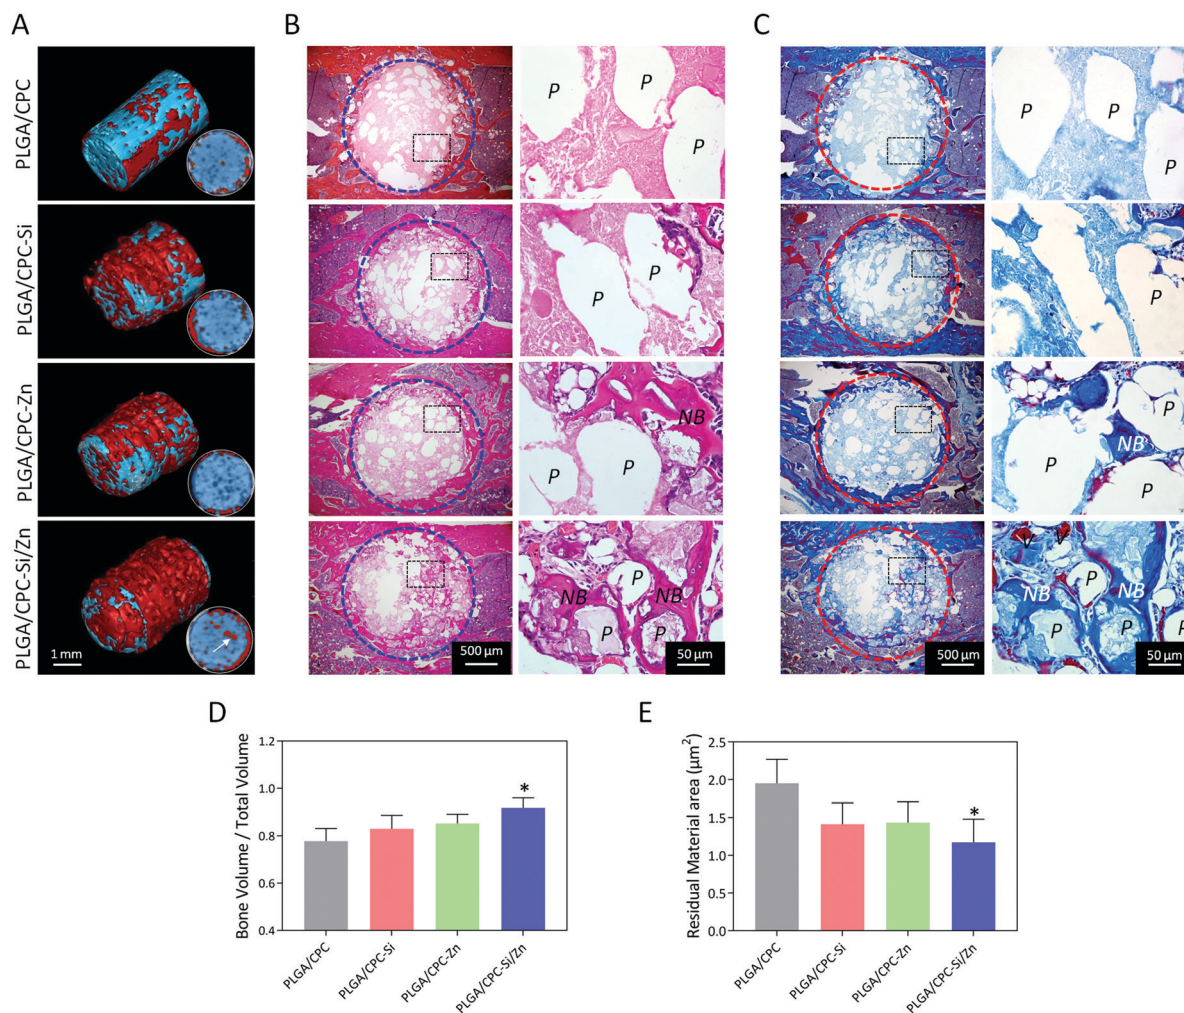 A
B
C
PLGA/CPC
P
P
P
P
P
P
PLGA/CPC-Si
P
P
P
PLGA/CPC-Zn
NB
P
P
P
NB
P
P
PLGA/CPC-Si/Zn
1 mm
P
NB
NB
P
P
500 µm
50 µm
V
V
P
NB
NB
P
P
P
500 µm
50 µm
D
E
Bone Volume / Total Volume
1.2
1.0
0.8
0.6
0.4
*
PLGA/CPC
PLGA/CPC-Si
PLGA/CPC-Zn
PLGA/CPC-Si/Zn
Residual Material area (µm²)
2.5
2.0
1.5
1.0
0.5
0.0
*
PLGA/CPC
PLGA/CPC-Si
PLGA/CPC-Zn
PLGA/CPC-Si/Zn